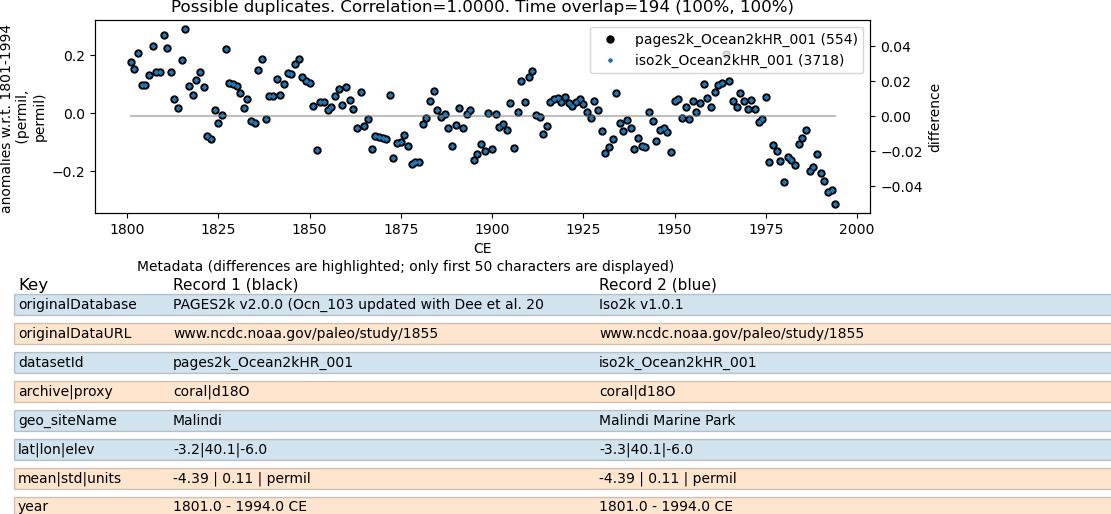 Possible duplicates. Correlation=1.0000. Time overlap=194 (100%, 100%)
anomalies w.r.t. 1801-1994
(permil,
permil)
0.2
0.0
−0.2
pages2k_Ocean2kHR_001 (554)
iso2k_Ocean2kHR_001 (3718)
0.04
0.02
0.00
−0.02
−0.04
difference
1800 1825 1850 1875 1900 1925 1950 1975 2000
CE
Metadata (differences are highlighted; only first 50 characters are displayed)
Key Record 1 (black) Record 2 (blue)
originalDatabase PAGES2k v2.0.0 (Ocn_103 updated with Dee et al. 20 Iso2k v1.0.1
originalDataURL www.ncdc.noaa.gov/paleo/study/1855 www.ncdc.noaa.gov/paleo/study/1855
datasetId pages2k_Ocean2kHR_001 iso2k_Ocean2kHR_001
archive|proxy coral|d18O coral|d18O
geo_siteName Malindi Malindi Marine Park
lat|lon|elev -3.2|40.1|-6.0 -3.3|40.1|-6.0
mean|std|units -4.39 | 0.11 | permil -4.39 | 0.11 | permil
year 1801.0 - 1994.0 CE 1801.0 - 1994.0 CE